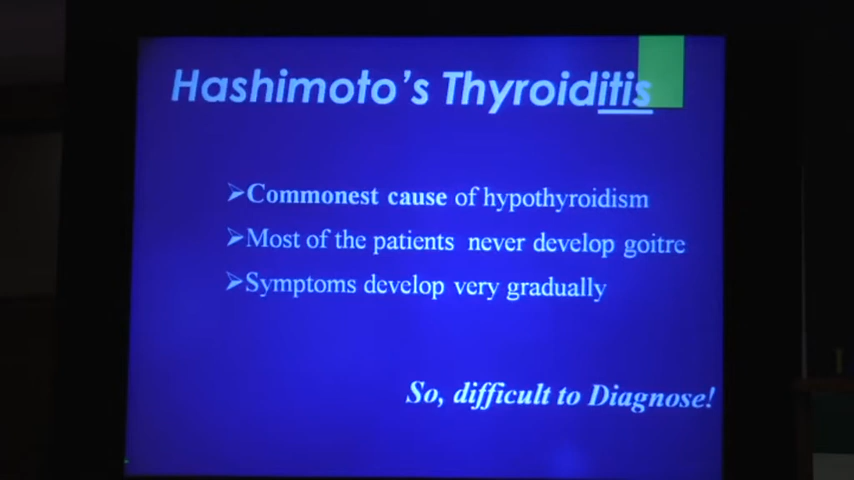 Hashimoto's Thyroiditis
➢Commonest cause of hypothyroidism
➢Most of the patients never develop goitre
➢Symptoms develop very gradually
So, difficult to Diagnose!